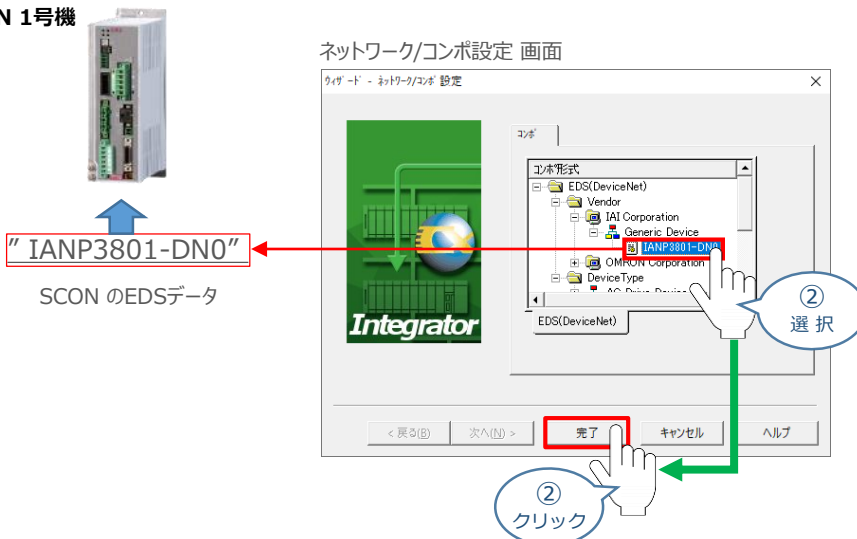 N 1号機
ネットワーク/コンポ設定 画面
ウィザード - ネットワーク/コンポ 設定
コンポ
コンポ形式
EDS(DeviceNet)
Vendor
IAI Corporation
Generic Device
IANP3801-DN0
OMRON Corporation
DeviceType
EDS(DeviceNet)
Integrator
” IANP3801-DN0”
SCON のEDSデータ
②
選 択
< 戻る(B)
次へ(N) >
完了
キャンセル
ヘルプ
②
クリック